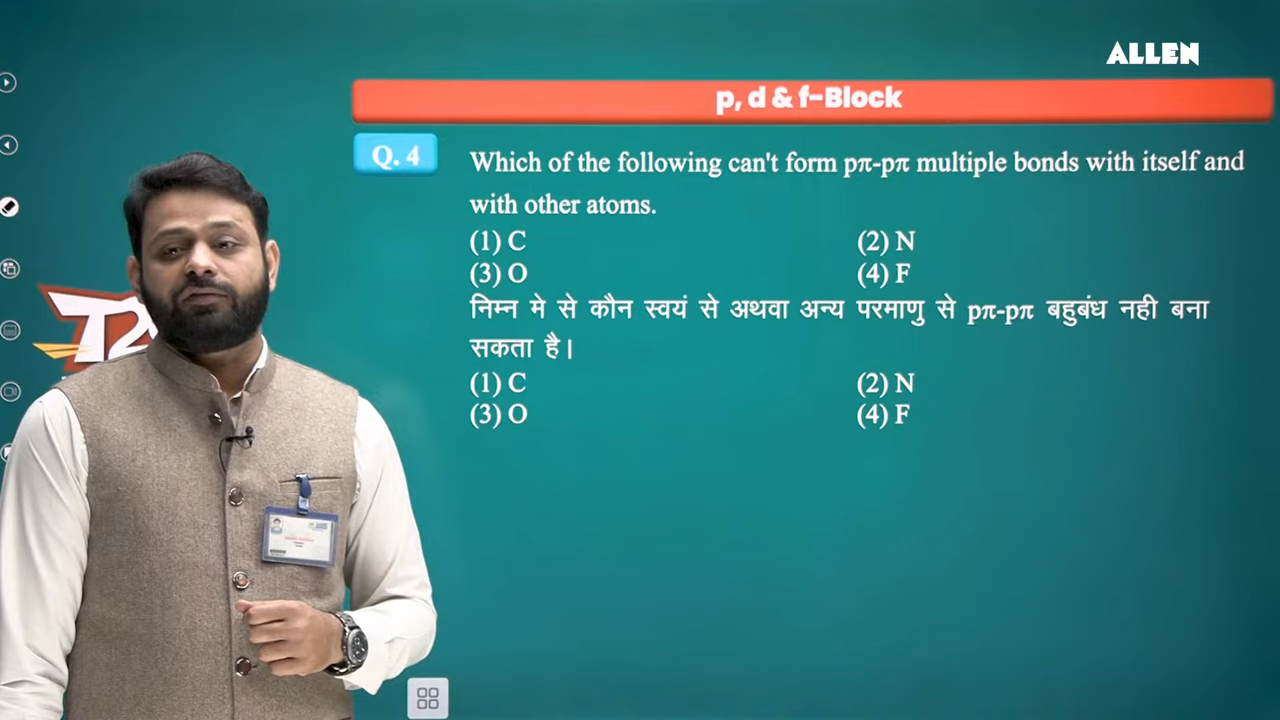 ALLEN
p, d & f-Block
Q. 4
Which of the following can't form pπ-pπ multiple bonds with itself and
with other atoms.
(1) C (2) N
(3) O (4) F
निम्न मे से कौन स्वयं से अथवा अन्य परमाणु से pπ-pπ बहुबंध नही बना
सकता है।
(1) C (2) N
(3) O (4) F